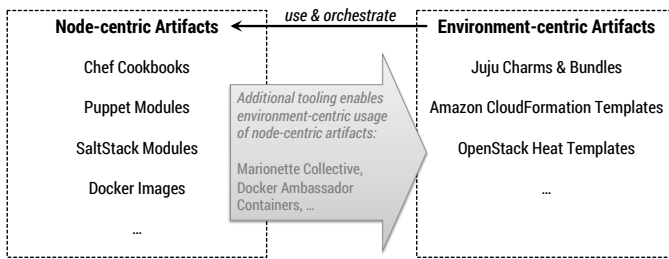 use & orchestrate
Node-centric Artifacts
Chef Cookbooks
Puppet Modules
SaltStack Modules
Docker Images
...
Additional tooling enables
environment-centric usage
of node-centric artifacts:
Marionette Collective,
Docker Ambassador
Containers, ...
Environment-centric Artifacts
Juju Charms & Bundles
Amazon CloudFormation Templates
OpenStack Heat Templates
...